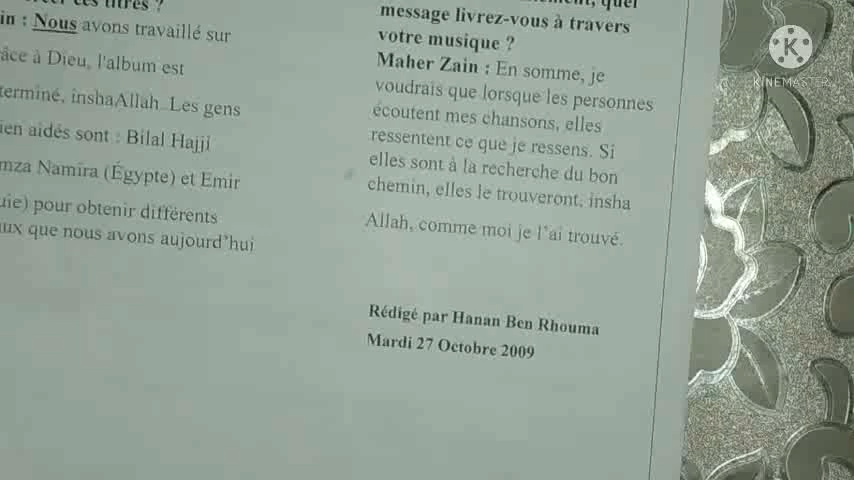 ces titres ?
in : Nous avons travaillé sur
âce à Dieu, l'album est
terminé, inshaAllah. Les gens
ien aidés sont : Bilal Hajji
mza Namira (Égypte) et Emir
uie) pour obtenir différents
aux que nous avons aujourd'hui
quel
message livrez-vous à travers
votre musique ?
Maher Zain : En somme, je
voudrais que lorsque les personnes
écoutent mes chansons, elles
ressentent ce que je ressens. Si
elles sont à la recherche du bon
chemin, elles le trouveront, insha
Allah, comme moi je l'ai trouvé.
Rédigé par Hanan Ben Rhouma
Mardi 27 Octobre 2009
KINEMASTER